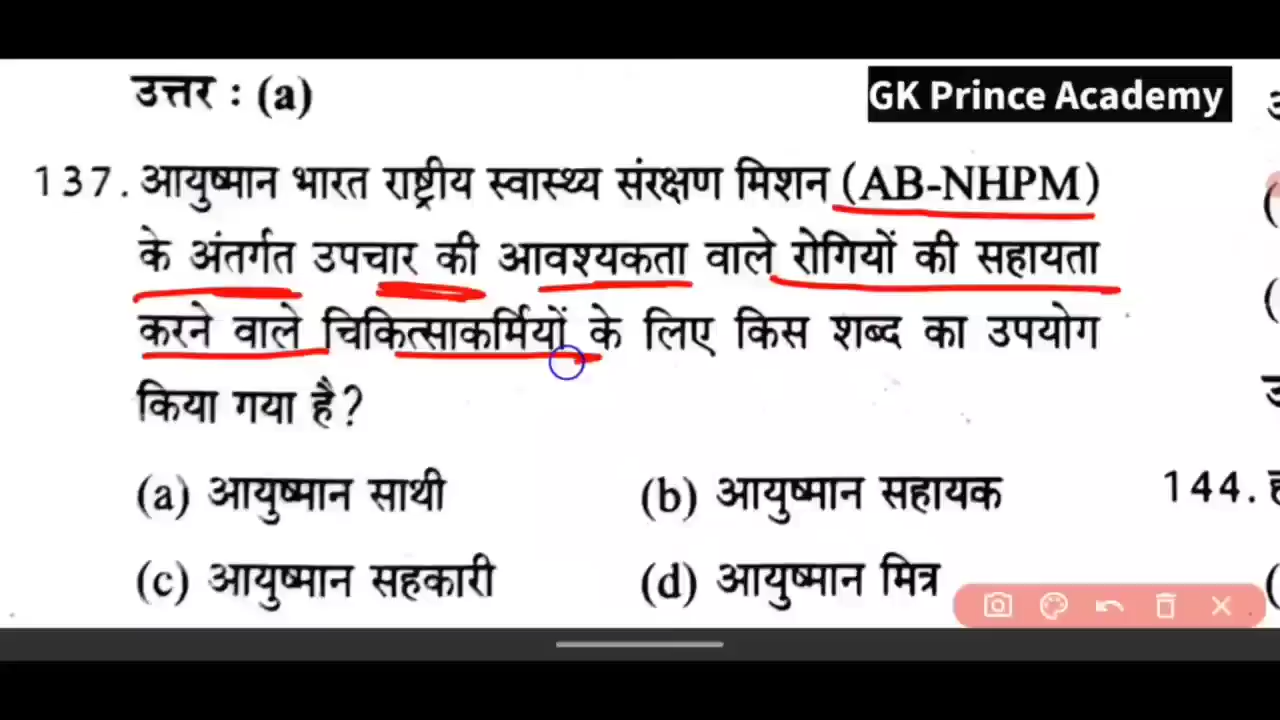 उत्तर : (a)
GK Prince Academy
137. आयुष्मान भारत राष्ट्रीय स्वास्थ्य संरक्षण मिशन (AB-NHPM)
के अंतर्गत उपचार की आवश्यकता वाले रोगियों की सहायता
करने वाले चिकित्साकर्मियों के लिए किस शब्द का उपयोग
किया गया है?
(a) आयुष्मान साथी (b) आयुष्मान सहायक
(c) आयुष्मान सहकारी (d) आयुष्मान मित्र
144.